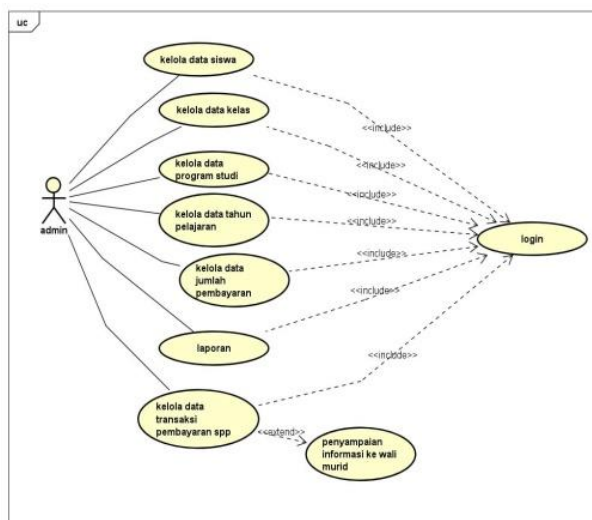 uc
kelola data siswa
kelola data kelas
<<include>>
<<include>>
kelola data
program studi
<<include>>
admin
kelola data tahun
pelajaran
<<include>>
login
kelola data
jumlah
pembayaran
<<include>>
<<include>>
laporan
<<include>>
kelola data
transaksi
pembayaran spp
<<extend>>
penyampaian
informasi ke wali
murid